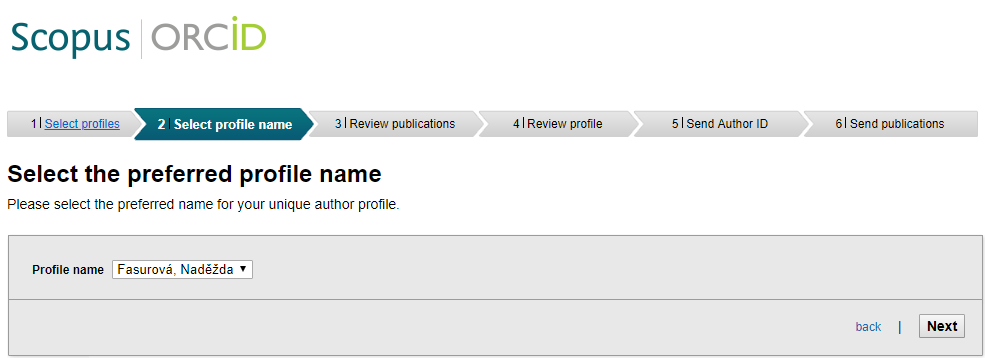 Scopus | ORCiD
1 | Select profiles 2 | Select profile name 3 | Review publications 4 | Review profile 5 | Send Author ID 6 | Send publications
Select the preferred profile name
Please select the preferred name for your unique author profile.
Profile name Fasurová, Naděžda ▼
back | Next